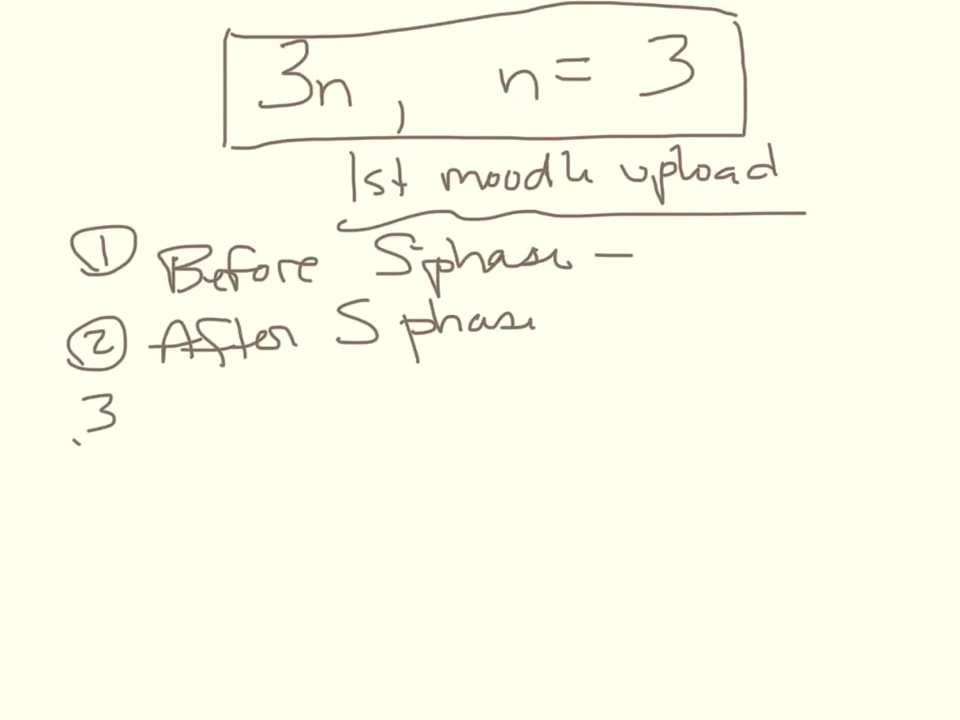 3n, n = 3
1st moodle upload
① Before S phase -
② After S phase
3